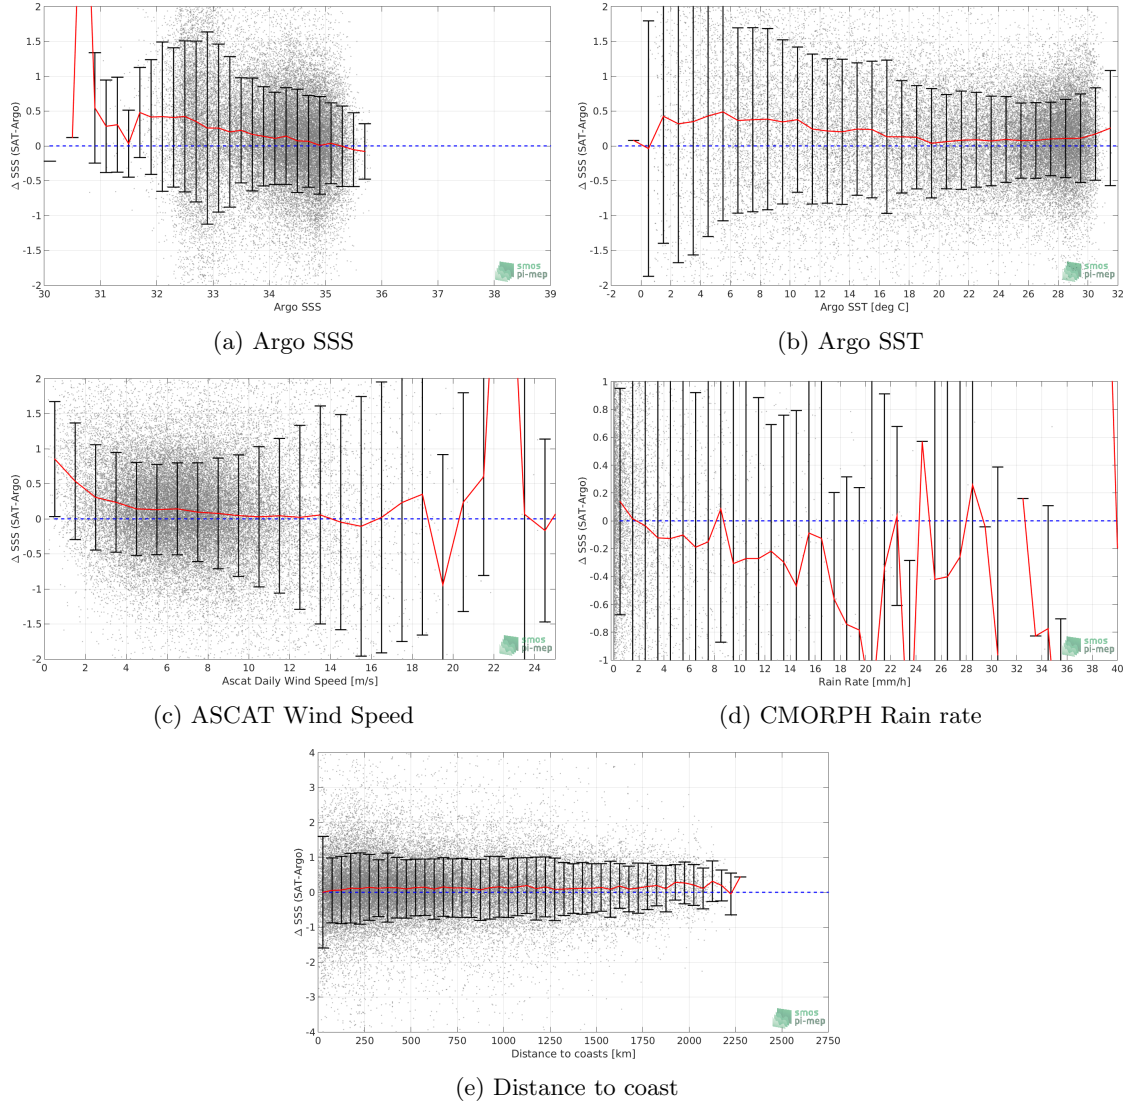 2
1.5
1
0.5
0
-0.5
-1
-1.5
-2
Δ SSS (SAT-Argo)
30 31 32 33 34 35 36 37 38 39
Argo SSS
smos
pi-mep
(a) Argo SSS
2
1.5
1
0.5
0
-0.5
-1
-1.5
-2
Δ SSS (SAT-Argo)
-2 0 2 4 6 8 10 12 14 16 18 20 22 24 26 28 30 32
Argo SST [deg C]
smos
pi-mep
(b) Argo SST
2
1.5
1
0.5
0
-0.5
-1
-1.5
-2
Δ SSS (SAT-Argo)
0 2 4 6 8 10 12 14 16 18 20 22 24
Ascat Daily Wind Speed [m/s]
smos
pi-mep
(c) ASCAT Wind Speed
1
0.8
0.6
0.4
0.2
0
-0.2
-0.4
-0.6
-0.8
-1
Δ SSS (SAT-Argo)
0 2 4 6 8 10 12 14 16 18 20 22 24 26 28 30 32 34 36 38 40
Rain Rate [mm/h]
smos
pi-mep
(d) CMORPH Rain rate
4
3
2
1
0
-1
-2
-3
-4
Δ SSS (SAT-Argo)
0 250 500 750 1000 1250 1500 1750 2000 2250 2500 2750
Distance to coasts [km]
smos
pi-mep
(e) Distance to coast